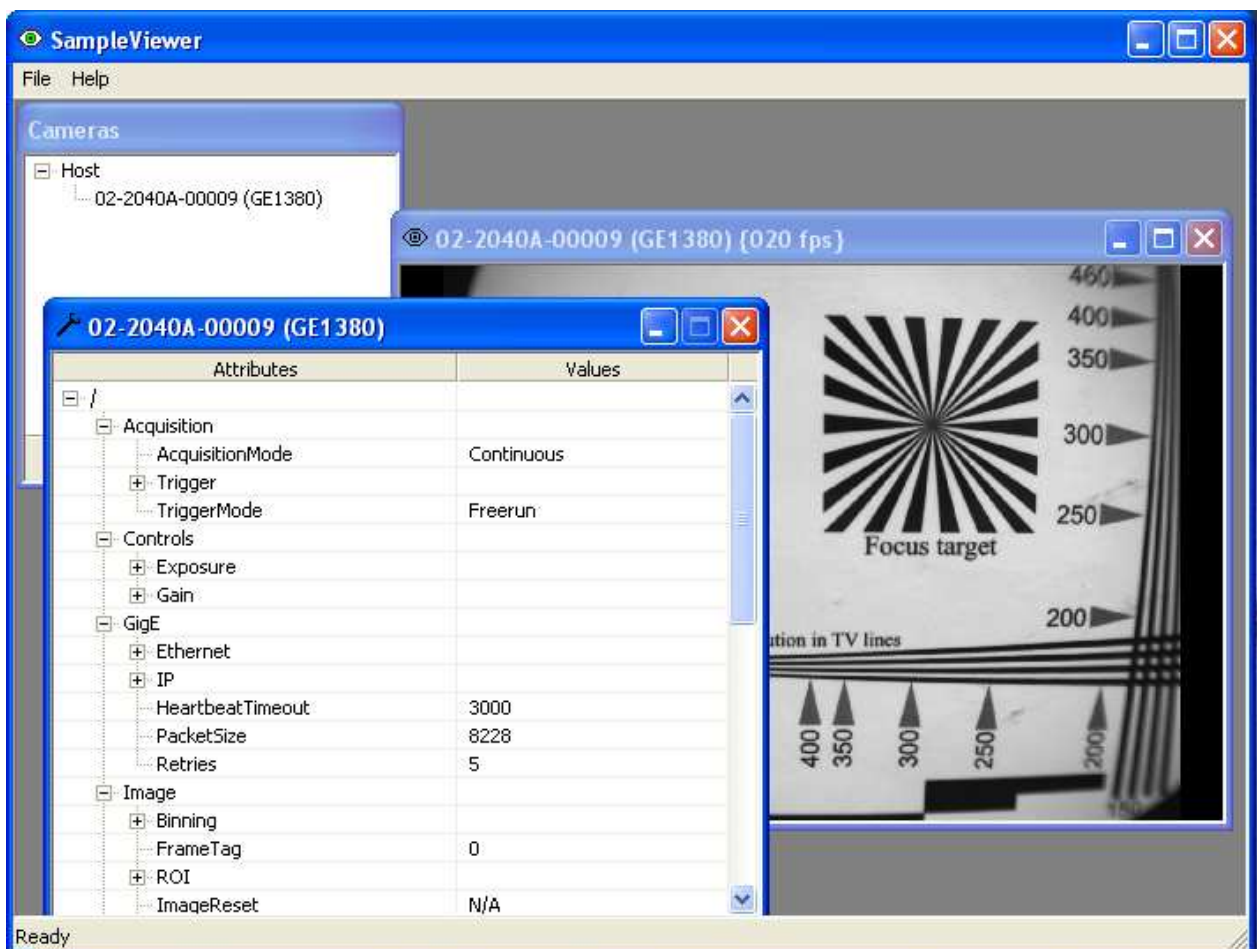 SampleViewer
File Help
Cameras
Host
02-2040A-00009 (GE1380)
02-2040A-00009 (GE1380) {020 fps}
460
400
350
300
250
200
Focus target
ution in TV lines
400 350 300 250 200
150
02-2040A-00009 (GE1380)
Attributes Values
/
Acquisition
AcquisitionMode Continuous
Trigger
TriggerMode Freerun
Controls
Exposure
Gain
GigE
Ethernet
IP
HeartbeatTimeout 3000
PacketSize 8228
Retries 5
Image
Binning
FrameTag 0
ROI
ImageReset N/A
Ready